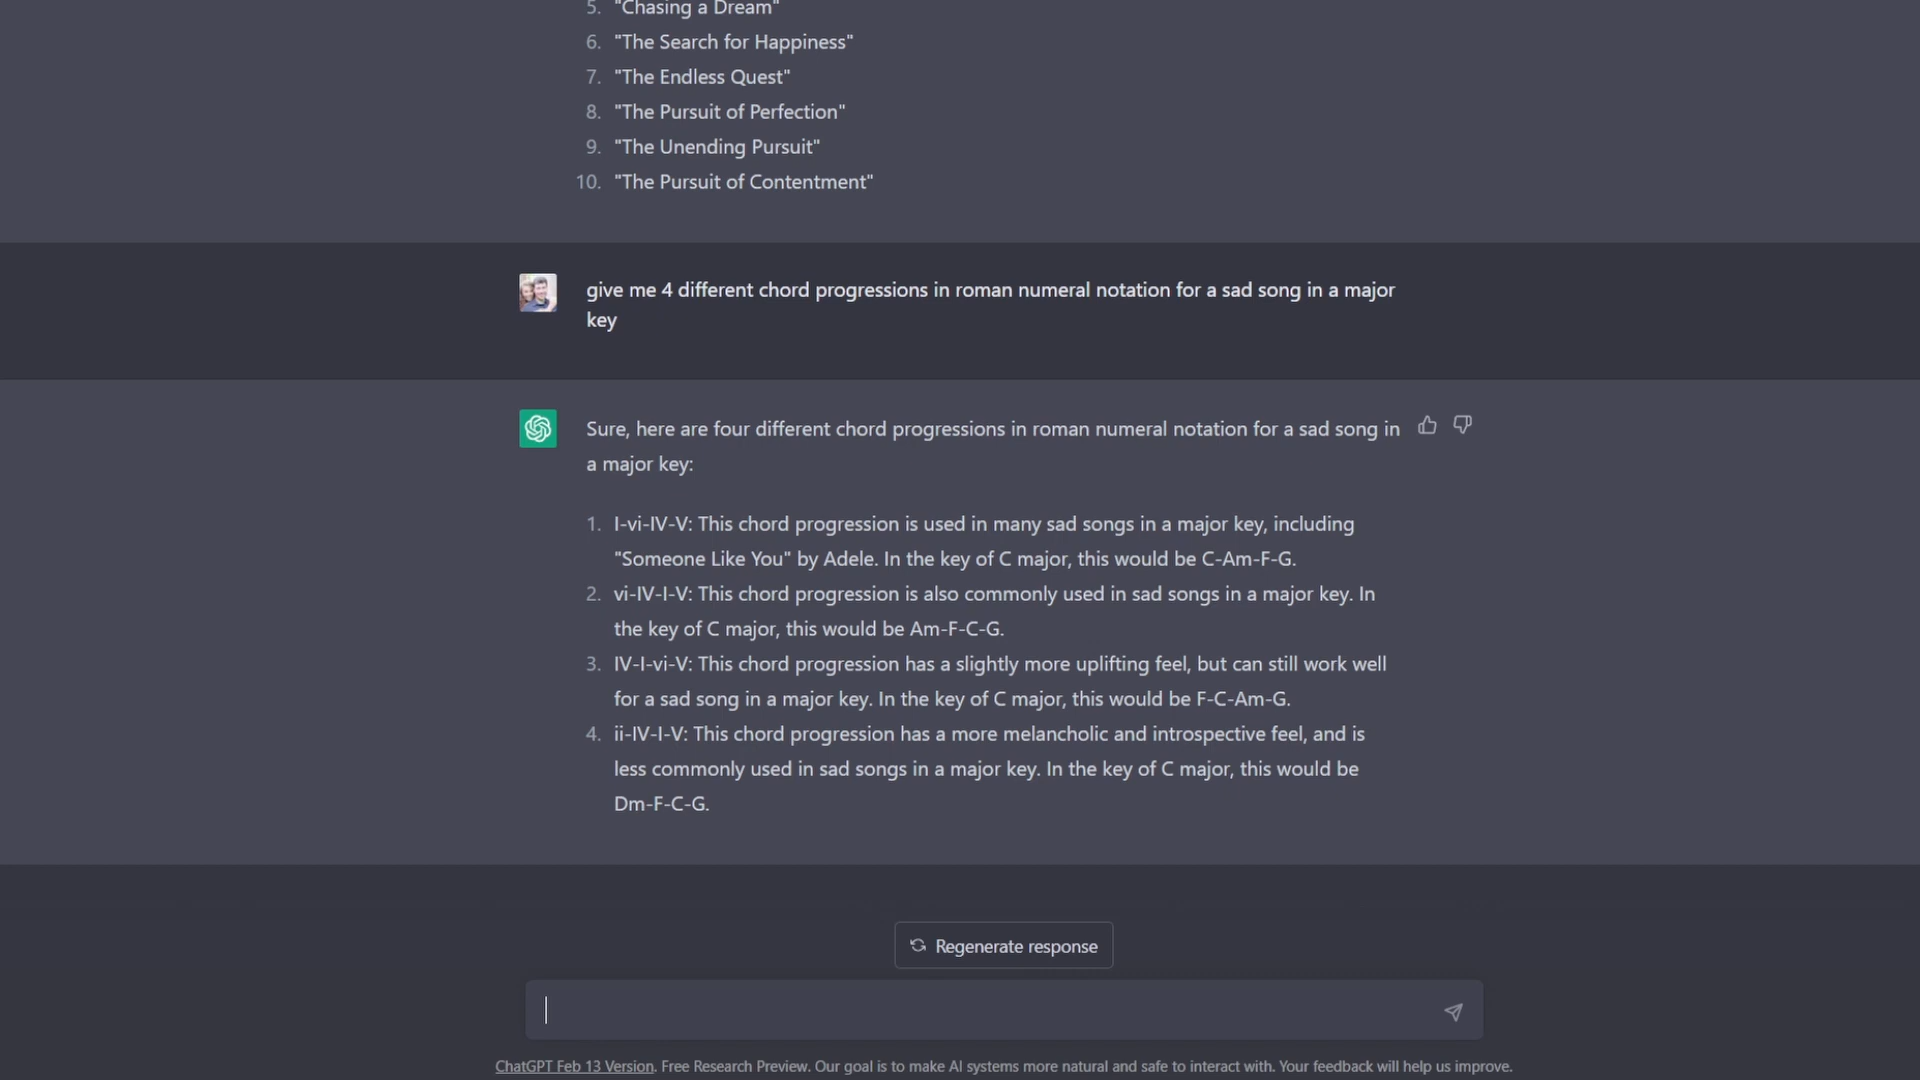 5. "Chasing a Dream"
6. "The Search for Happiness"
7. "The Endless Quest"
8. "The Pursuit of Perfection"
9. "The Unending Pursuit"
10. "The Pursuit of Contentment"
give me 4 different chord progressions in roman numeral notation for a sad song in a major
key
Sure, here are four different chord progressions in roman numeral notation for a sad song in
a major key:
1. I-vi-IV-V: This chord progression is used in many sad songs in a major key, including
"Someone Like You" by Adele. In the key of C major, this would be C-Am-F-G.
2. vi-IV-I-V: This chord progression is also commonly used in sad songs in a major key. In
the key of C major, this would be Am-F-C-G.
3. IV-I-vi-V: This chord progression has a slightly more uplifting feel, but can still work well
for a sad song in a major key. In the key of C major, this would be F-C-Am-G.
4. ii-IV-I-V: This chord progression has a more melancholic and introspective feel, and is
less commonly used in sad songs in a major key. In the key of C major, this would be
Dm-F-C-G.
Regenerate response
ChatGPT Feb 13 Version. Free Research Preview. Our goal is to make AI systems more natural and safe to interact with. Your feedback will help us improve.